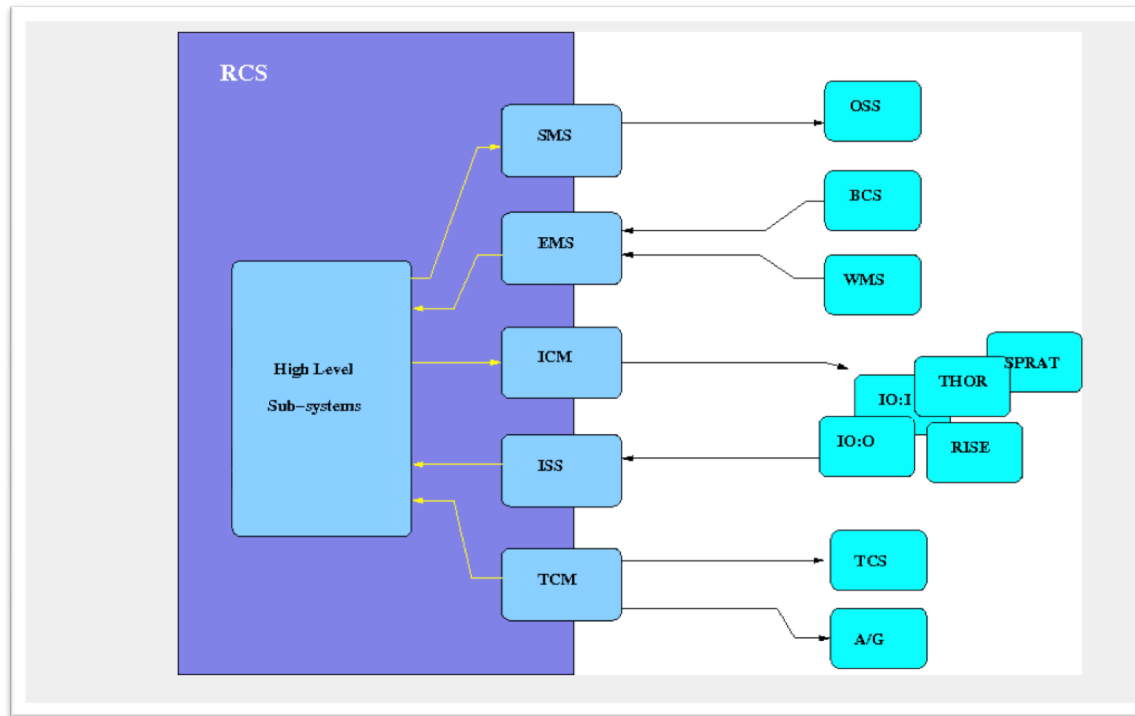 RCS
SMS
OSS
BCS
EMS
WMS
ICM
SPRAT
THOR
IO:I
High Level
Sub-systems
IO:O
RISE
ISS
TCM
TCS
A/G